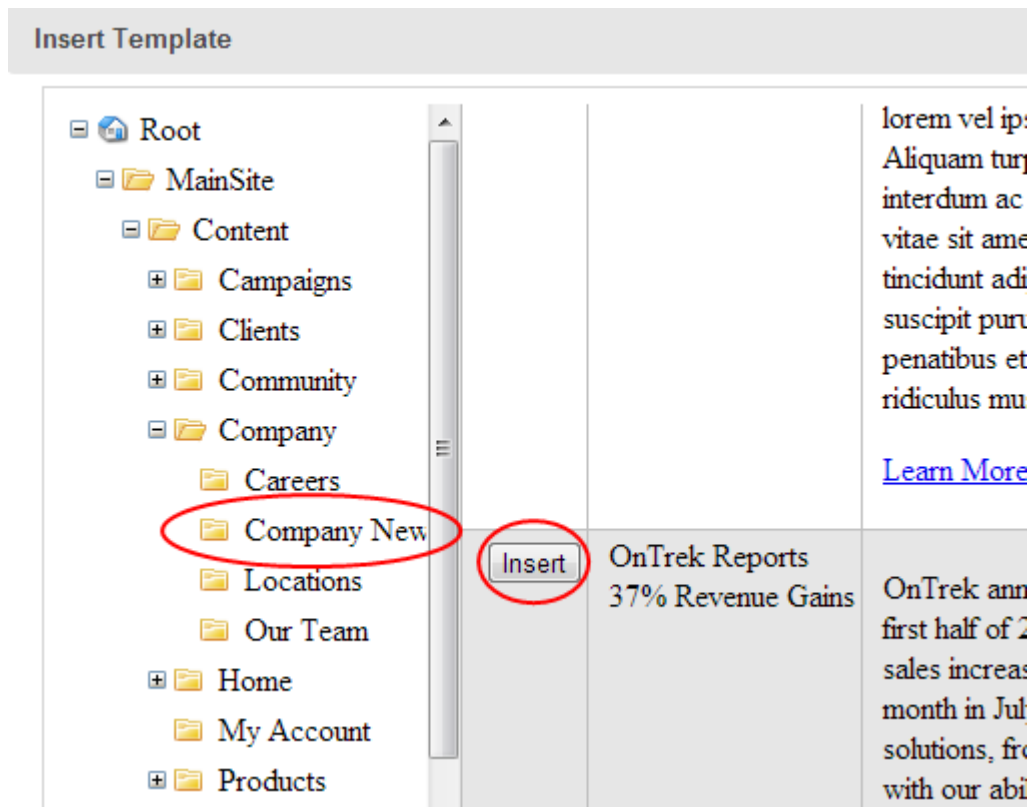 Insert Template
Root
MainSite
Content
Campaigns
Clients
Community
Company
Careers
Company New
Locations
Our Team
Home
My Account
Products
lorem vel ips
Aliquam turp
interdum ac
vitae sit ame
tincidunt adi
suscipit puru
penatibus et
ridiculus mu
Learn More
Insert
OnTrek Reports
37% Revenue Gains
OnTrek ann
first half of 2
sales increas
month in July
solutions, fro
with our abil